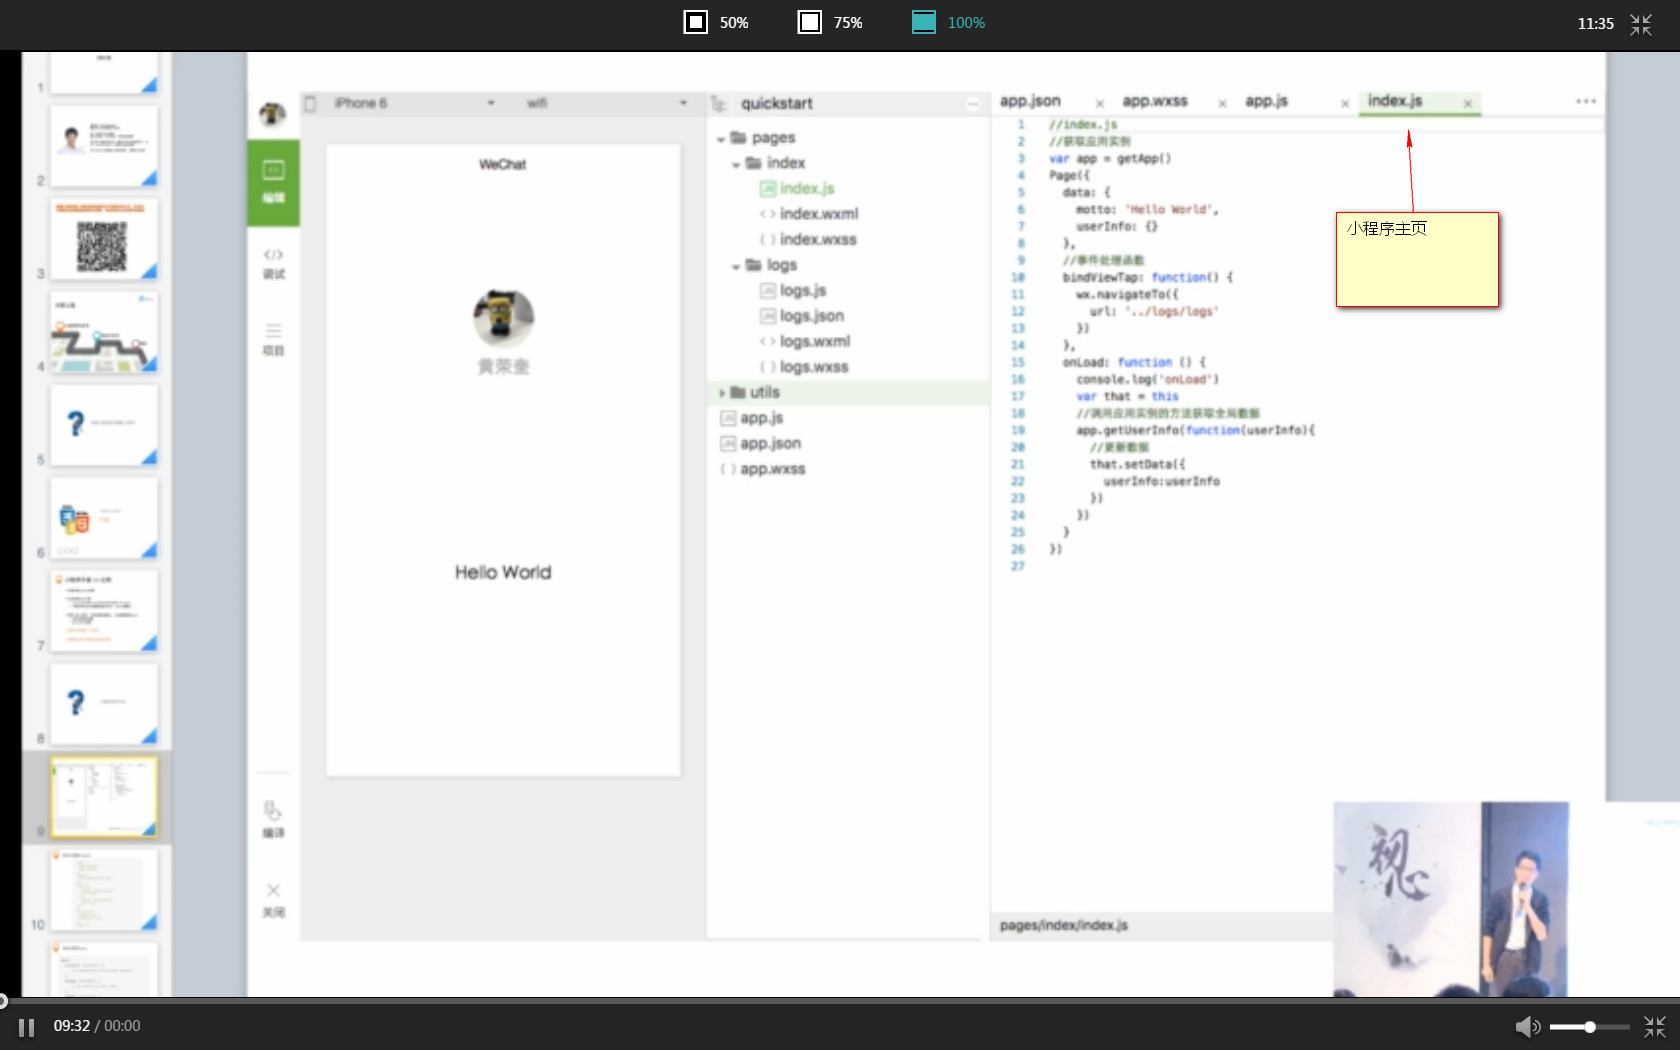 50%
75%
100%
11:35
1
2
3
4
5
6
7
8
9
10
编辑
</>
调试
项目
编译
关闭
iPhone 6
wifi
WeChat
黄荣奎
Hello World
quickstart
pages
index
index.js
index.wxml
index.wxss
logs
logs.js
logs.json
logs.wxml
logs.wxss
utils
app.js
app.json
app.wxss
app.json
app.wxss
app.js
index.js
1 //index.js
2 //获取应用实例
3 var app = getApp()
4 Page({
5 data: {
6 motto: 'Hello World',
7 userInfo: {}
8 },
9 //事件处理函数
10 bindViewTap: function() {
11 wx.navigateTo({
12 url: '../logs/logs'
13 })
14 },
15 onLoad: function () {
16 console.log('onLoad')
17 var that = this
18 //调用应用实例的方法获取全局数据
19 app.getUserInfo(function(userInfo){
20 //更新数据
21 that.setData({
22 userInfo:userInfo
23 })
24 })
25 }
26 })
27
小程序主页
pages/index/index.js
视心
09:32 / 00:00